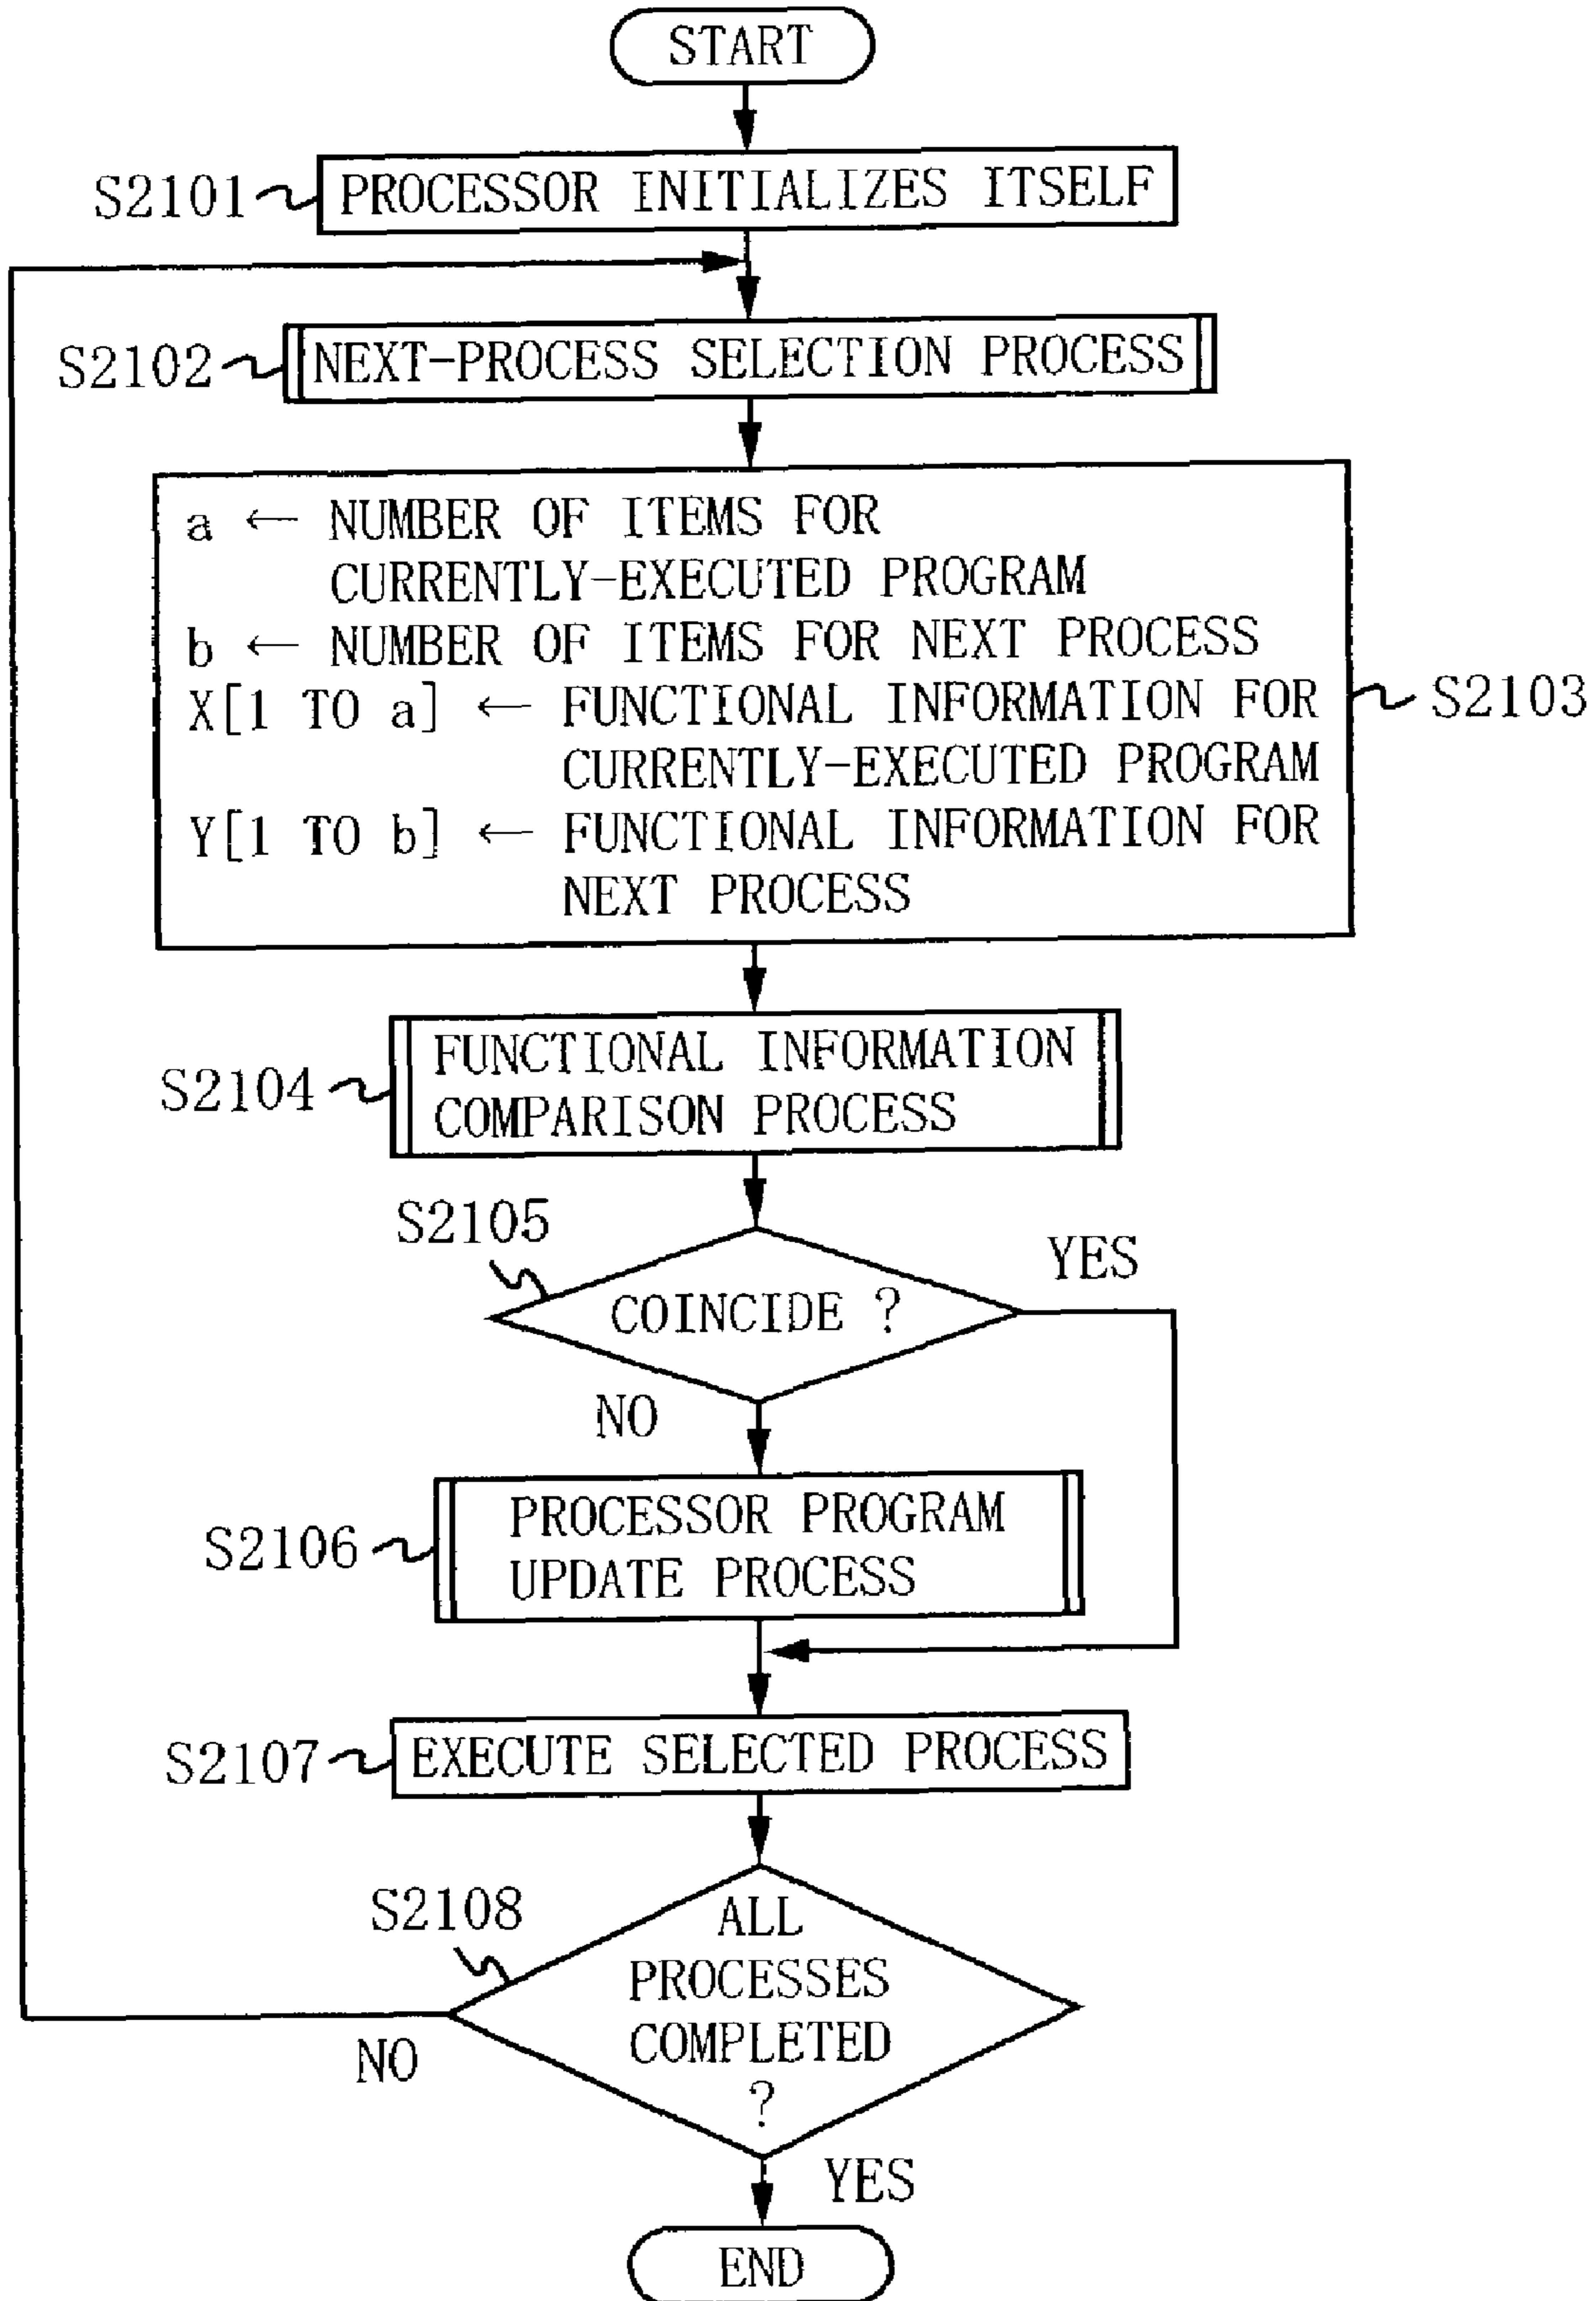 START
S2101
PROCESSOR INITIALIZES ITSELF
S2102
NEXT-PROCESS SELECTION PROCESS
a ← NUMBER OF ITEMS FOR
CURRENTLY-EXECUTED PROGRAM
b ← NUMBER OF ITEMS FOR NEXT PROCESS
X[1 TO a] ← FUNCTIONAL INFORMATION FOR
CURRENTLY-EXECUTED PROGRAM
Y[1 TO b] ← FUNCTIONAL INFORMATION FOR
NEXT PROCESS
S2103
S2104
FUNCTIONAL INFORMATION
COMPARISON PROCESS
S2105
COINCIDE ?
YES
NO
S2106
PROCESSOR PROGRAM
UPDATE PROCESS
S2107
EXECUTE SELECTED PROCESS
S2108
ALL
PROCESSES
COMPLETED
?
NO
YES
END